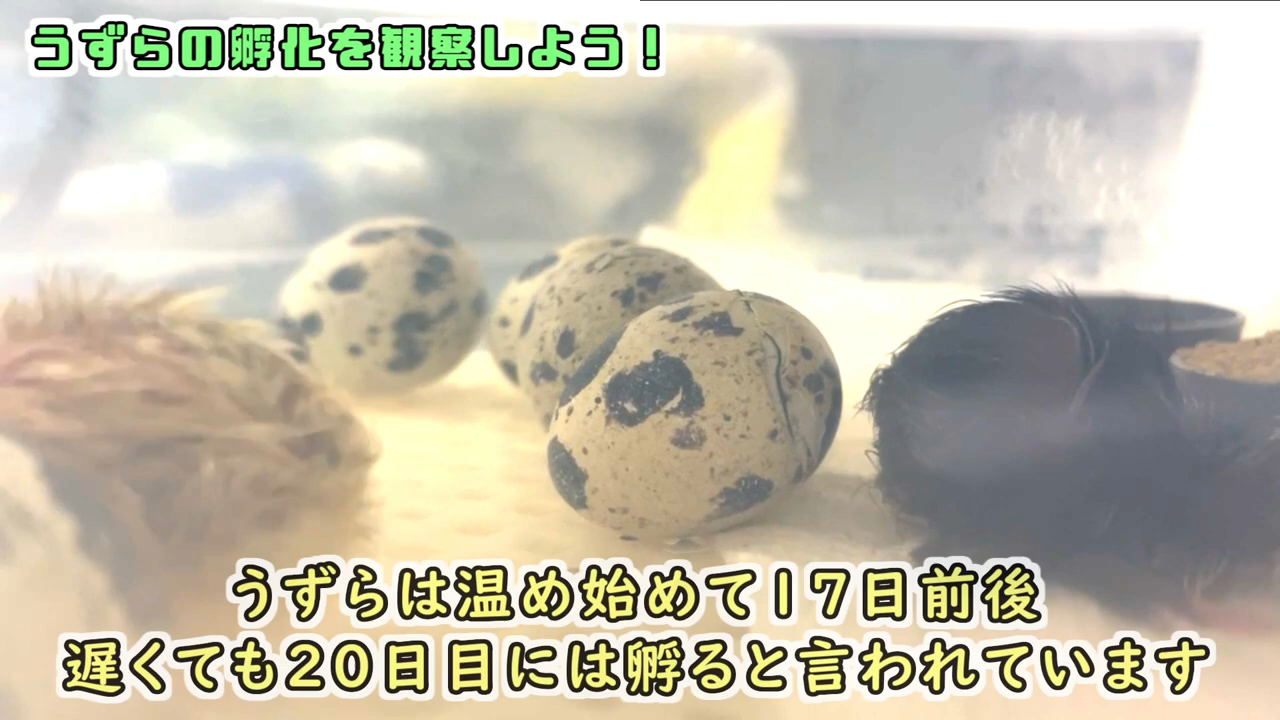 うずらの孵化を観察しよう！
うずらは温め始めて17日前後
遅くても20日目には孵ると言われています